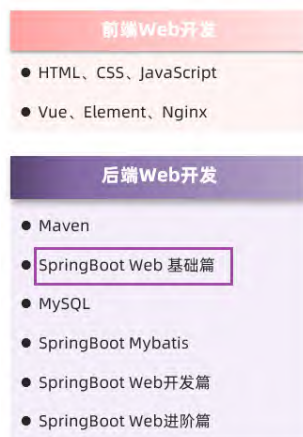 前端Web开发
● HTML、CSS、JavaScript
● Vue、Element、Nginx
后端Web开发
● Maven
● SpringBoot Web 基础篇
● MySQL
● SpringBoot Mybatis
● SpringBoot Web开发篇
● SpringBoot Web进阶篇